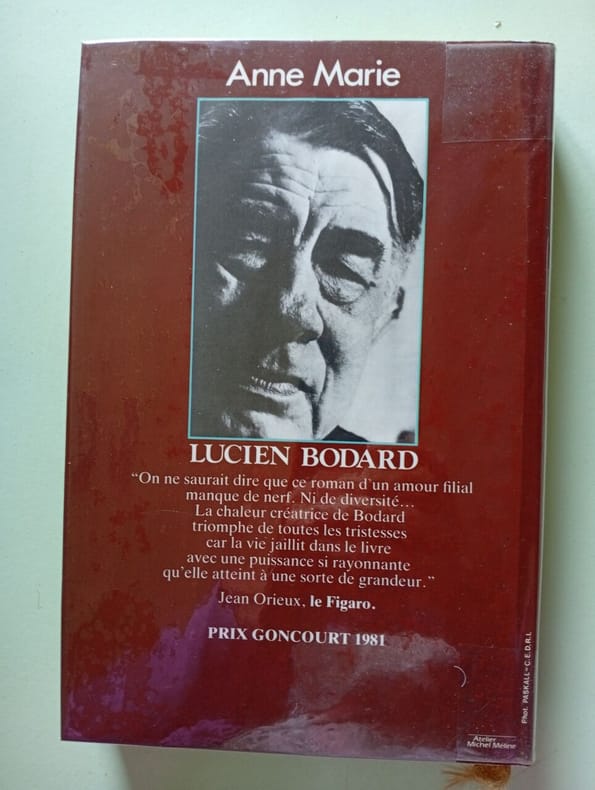 Anne Marie
LUCIEN BODARD
“On ne saurait dire que ce roman d'un amour filial
manque de nerf. Ni de diversité...
La chaleur créatrice de Bodard
triomphe de toutes les tristesses
car la vie jaillit dans le livre
avec une puissance si rayonnante
qu'elle atteint à une sorte de grandeur.”
Jean Orieux, le Figaro.
PRIX GONCOURT 1981
Phot. PASKALL-C.E.D.R.I.
Atelier
Michel Méline